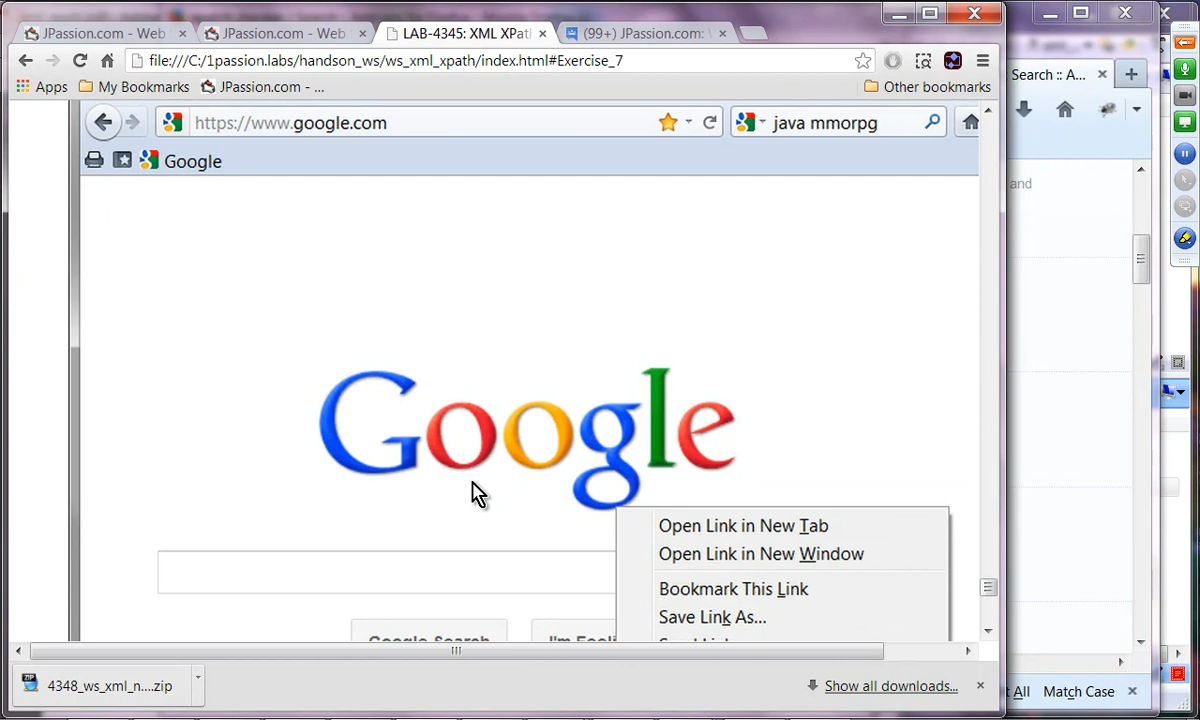 JPassion.com - Web
JPassion.com - Web
LAB-4345: XML XPat
(99+) JPassion.com:
file:///C:/1passion.labs/handson_ws/ws_xml_xpath/index.html#Exercise_7
Apps My Bookmarks JPassion.com - ... Other bookmarks
Search :: A...
https://www.google.com
java mmorpg
Google
and
Google
Open Link in New Tab
Open Link in New Window
Bookmark This Link
Save Link As...
Google Search I'm Feeli
4348_ws_xml_n....zip
Show all downloads...
All Match Case